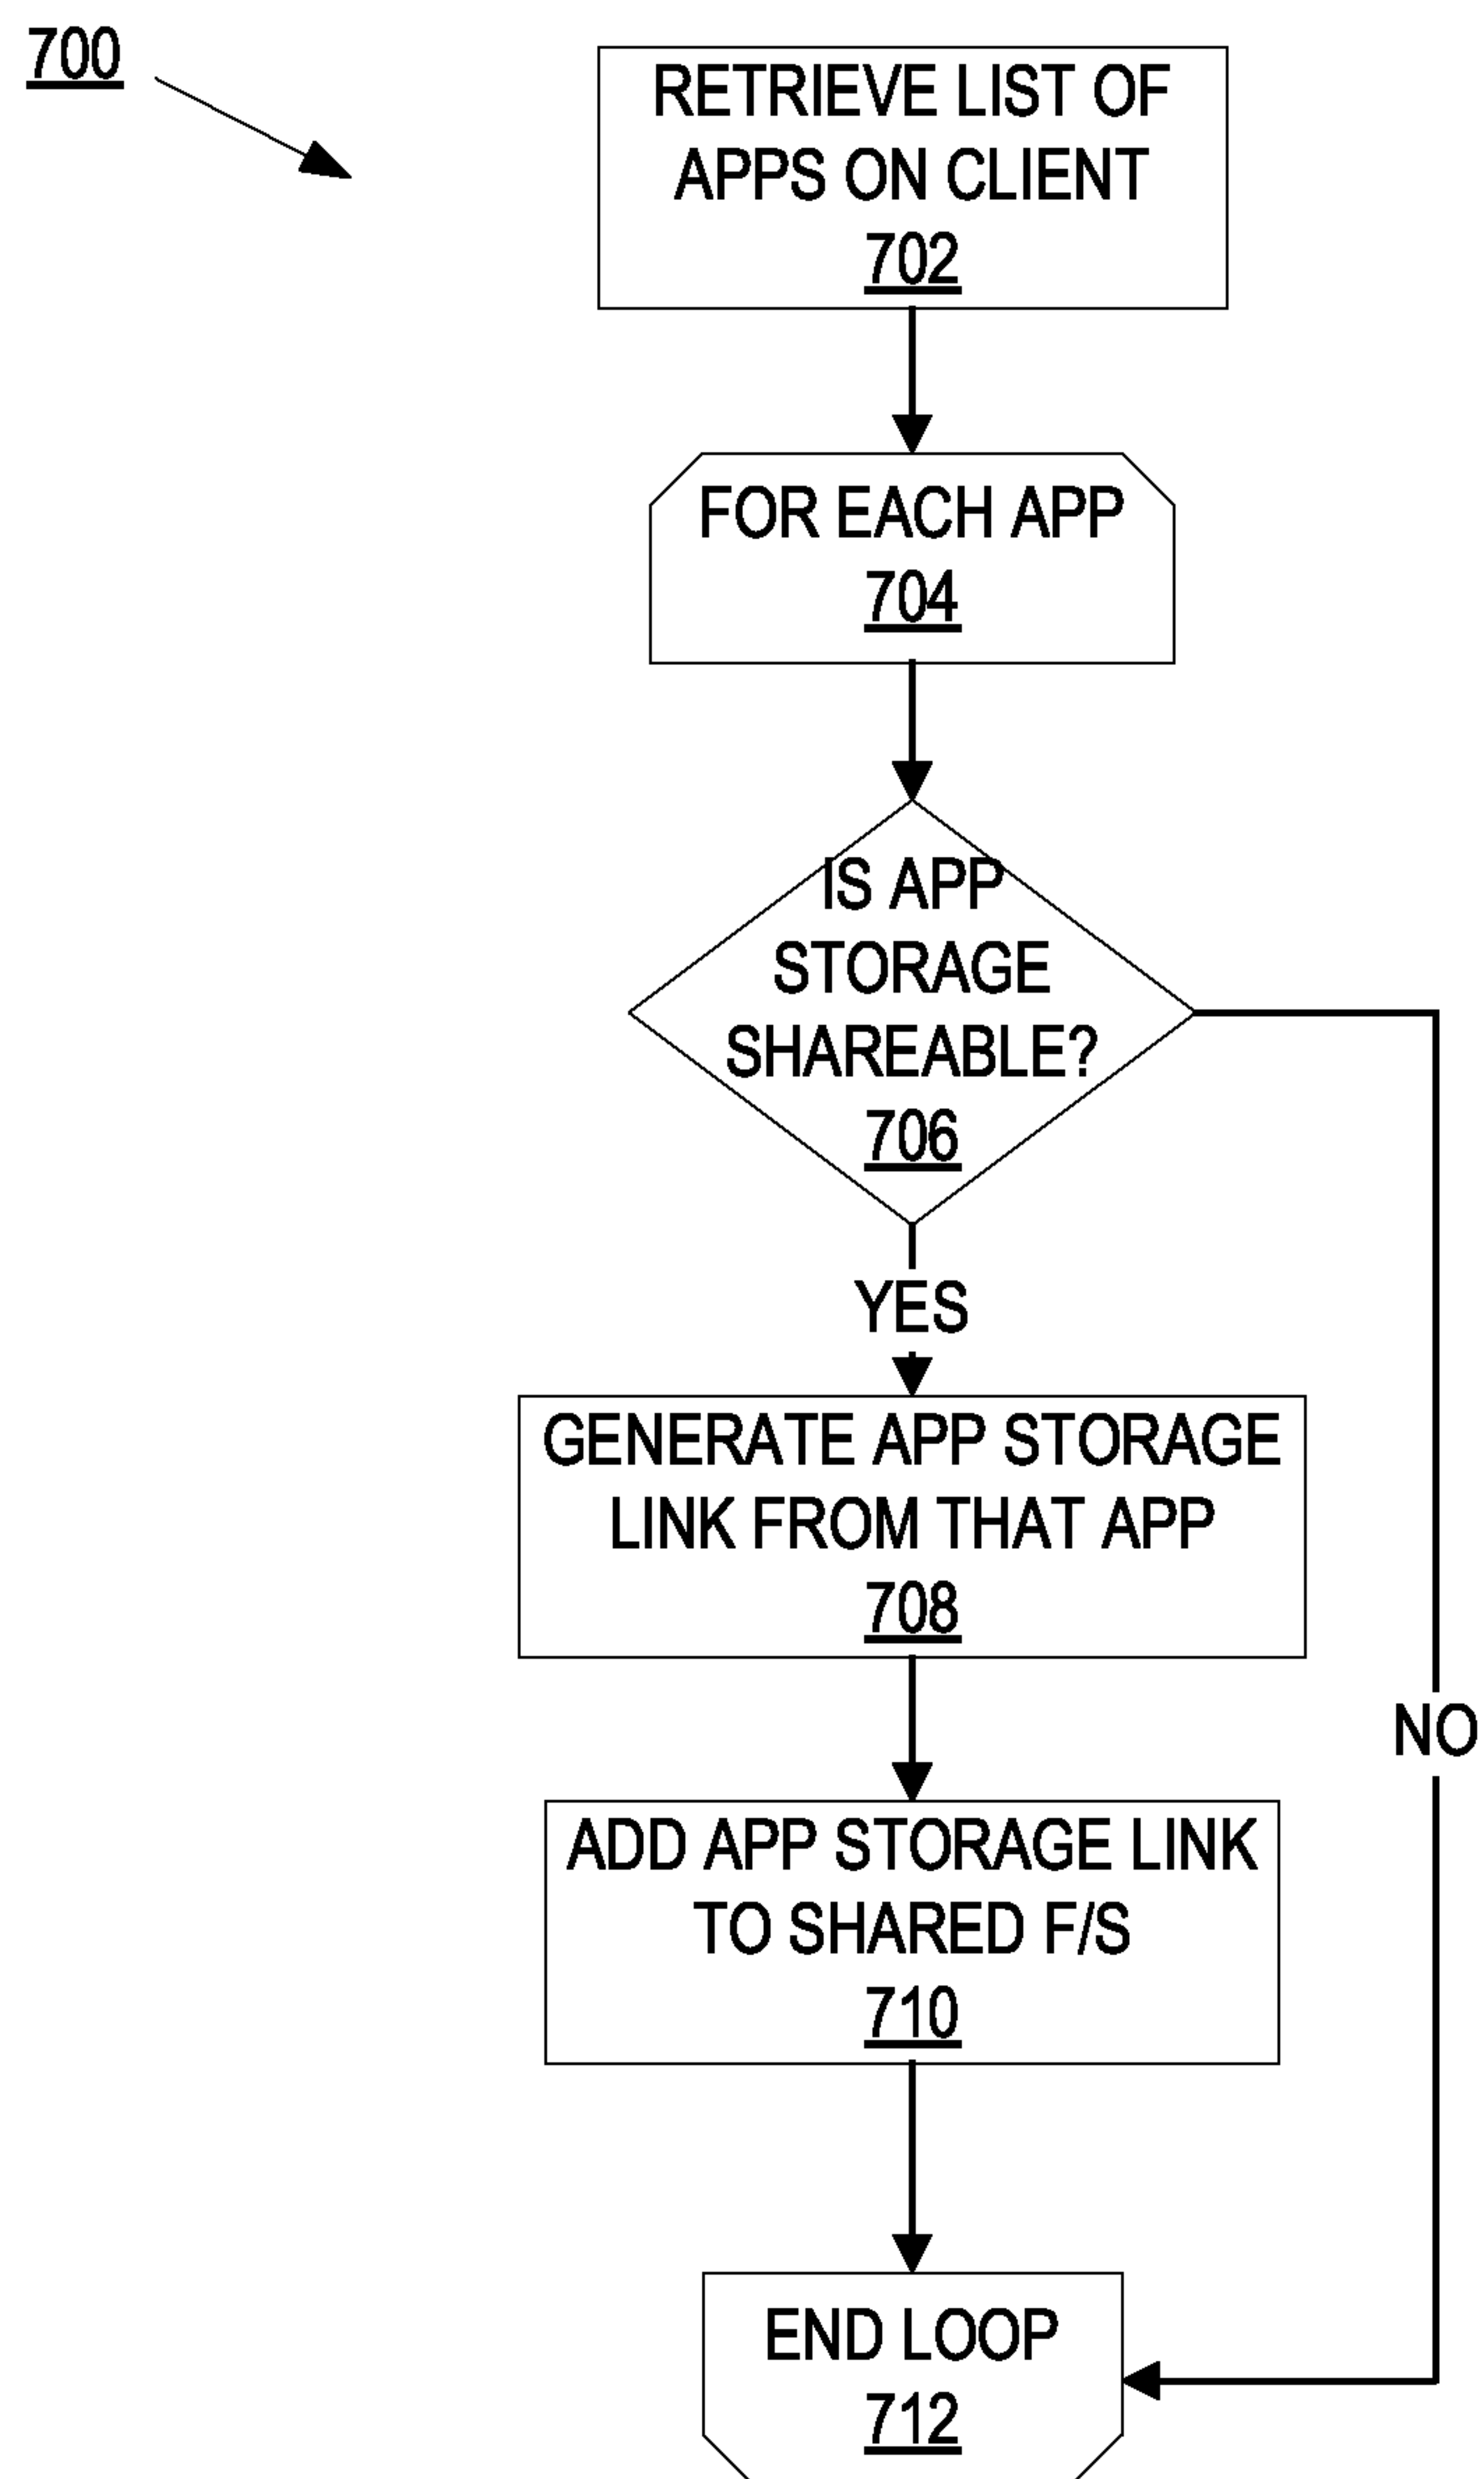 700
RETRIEVE LIST OF
APPS ON CLIENT
702
FOR EACH APP
704
IS APP
STORAGE
SHAREABLE?
706
YES
GENERATE APP STORAGE
LINK FROM THAT APP
708
NO
ADD APP STORAGE LINK
TO SHARED F/S
710
END LOOP
712